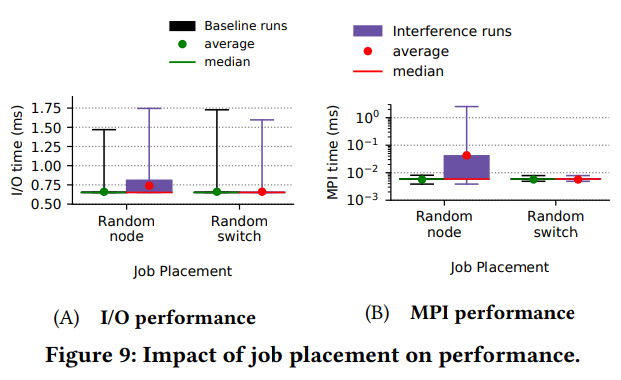 Baseline runs
average
median
Interference runs
average
median
I/O time (ms)
1.75
1.50
1.25
1.00
0.75
0.50
Random
node
Random
switch
Job Placement
MPI time (ms)
10⁰
10⁻¹
10⁻²
10⁻³
Random
node
Random
switch
Job Placement
(A) I/O performance
(B) MPI performance
Figure 9: Impact of job placement on performance.